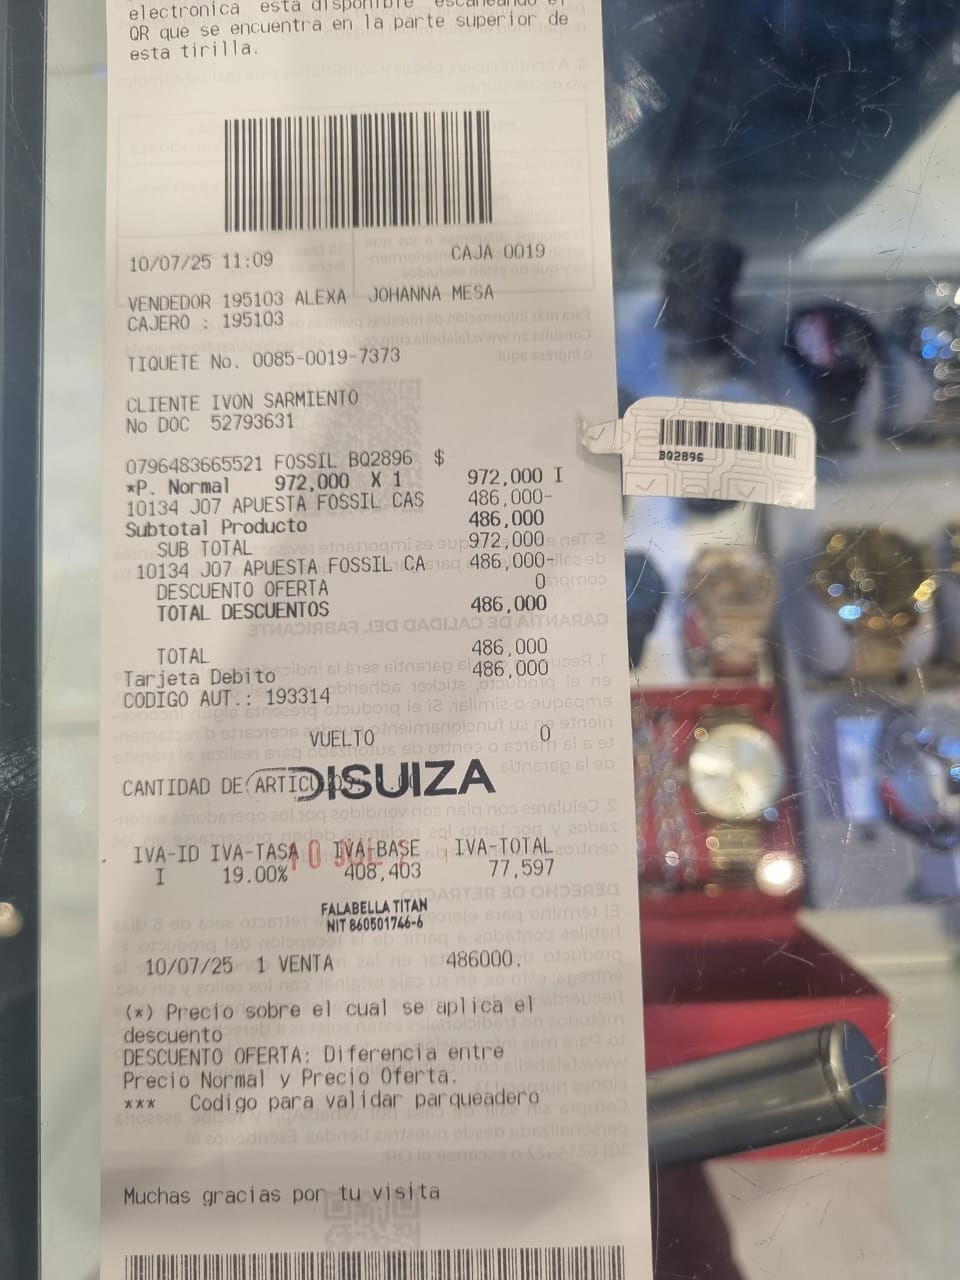 electronica esta disponible escaneando el
QR que se encuentra en la parte superior de
esta tirilla.
10/07/25 11:09 CAJA 0019
VENDEDOR 195103 ALEXA JOHANNA MESA
CAJERO : 195103
TIQUETE No. 0085-0019-7373
CLIENTE IVON SARMIENTO
No DOC 52793631
0796483665521 FOSSIL BQ2896 $
*P. Normal 972,000 X 1 972,000 I
10134 J07 APUESTA FOSSIL CAS 486,000-
Subtotal Producto 486,000
SUB TOTAL 972,000
10134 J07 APUESTA FOSSIL CA 486,000-
DESCUENTO OFERTA 0
TOTAL DESCUENTOS 486,000
TOTAL 486,000
Tarjeta Debito 486,000
CODIGO AUT.: 193314
VUELTO 0
CANTIDAD DE
DISUIZA
IVA-ID IVA-TASA IVA-BASE IVA-TOTAL
I 19.00% 408,403 77,597
FALABELLA TITAN
NIT 860501746-6
10/07/25 1 VENTA 486000.
(*) Precio sobre el cual se aplica el
descuento
DESCUENTO OFERTA: Diferencia entre
Precio Normal y Precio Oferta.
*** Codigo para validar parqueadero
Muchas gracias por tu visita
BQ2896